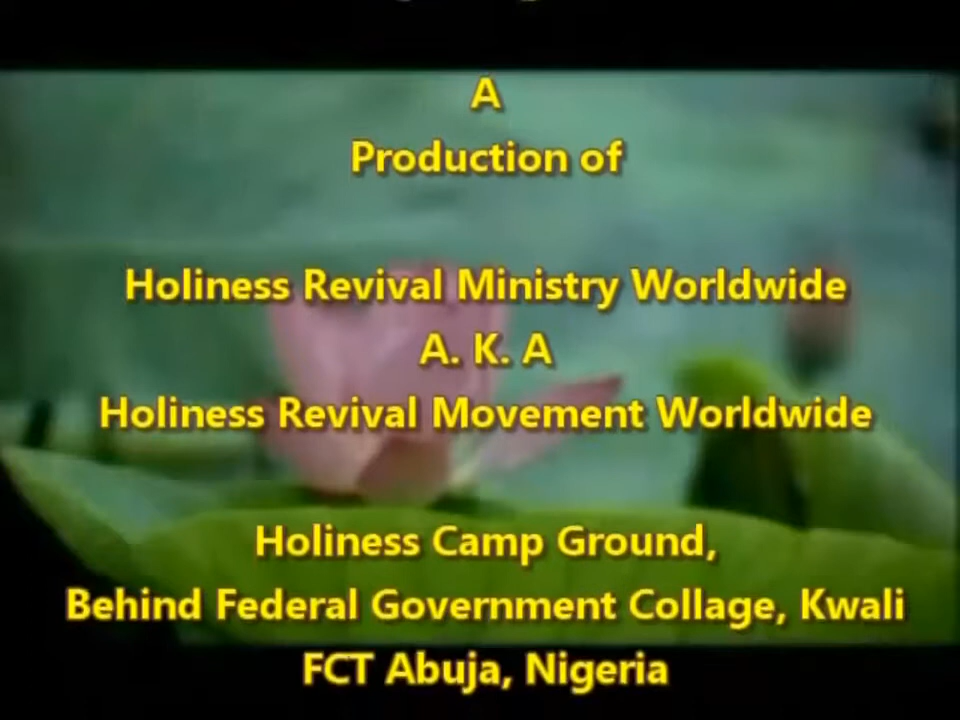 A
Production of
Holiness Revival Ministry Worldwide
A. K. A
Holiness Revival Movement Worldwide
Holiness Camp Ground,
Behind Federal Government Collage, Kwali
FCT Abuja, Nigeria